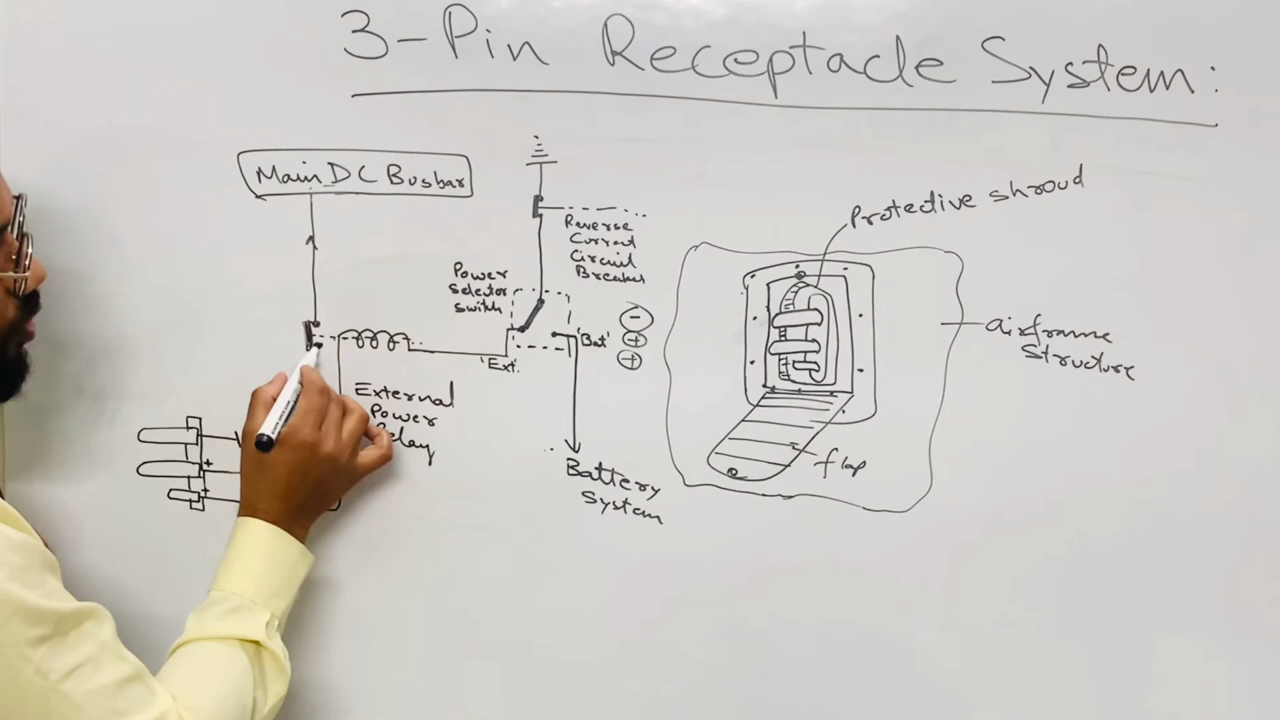 3-Pin Receptacle System:
Main DC Busbar
Protective shroud
Reverse
Current
Circuit
Breaker
Power
Selector
Switch
airframe
Structure
'Ext.'
'Bat'
-
+
+
External
Power
flap
Battery
System
+
+